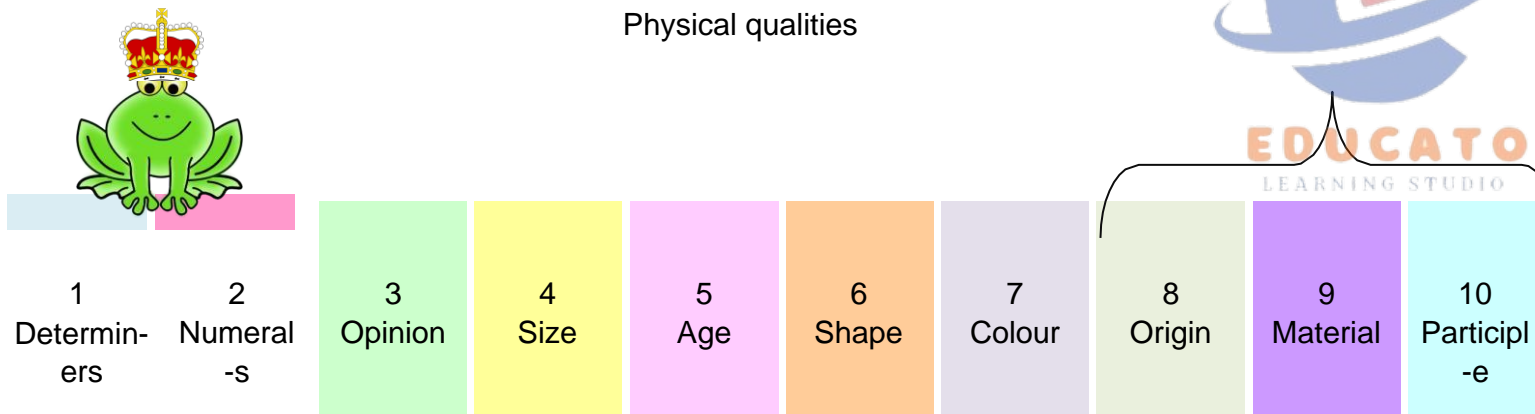 Physical qualities
EDUCATO
LEARNING STUDIO
1
Determin-
ers
2
Numeral
-s
3
Opinion
4
Size
5
Age
6
Shape
7
Colour
8
Origin
9
Material
10
Participl
-e